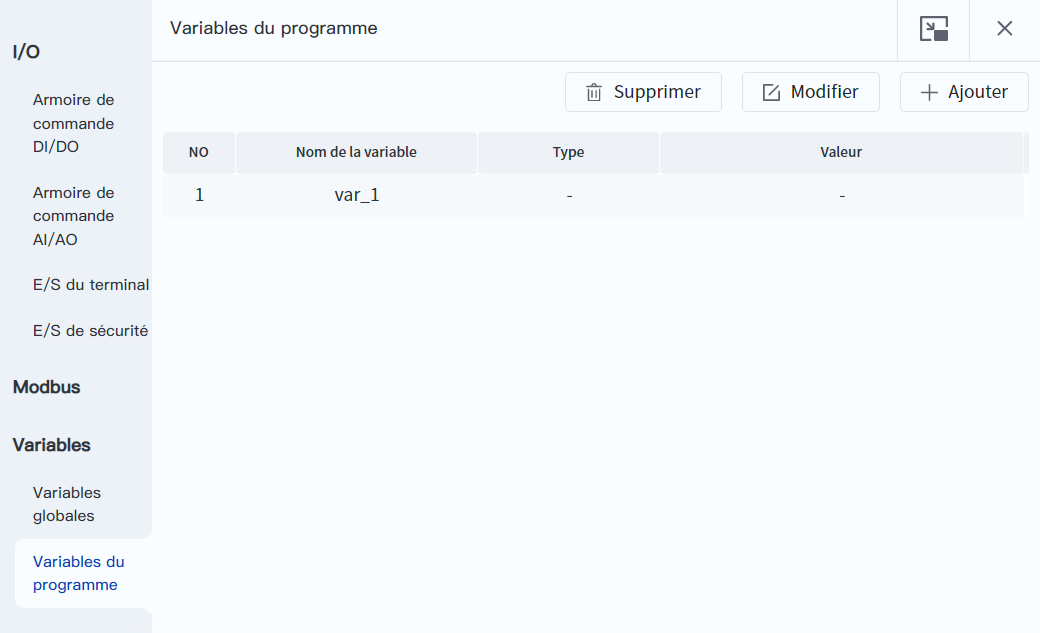 I/O
Armoire de
commande
DI/DO
Armoire de
commande
AI/AO
E/S du terminal
E/S de sécurité
Modbus
Variables
Variables
globales
Variables du
programme
Variables du programme
Supprimer Modifier Ajouter
NO Nom de la variable Type Valeur
1 var_1 - -